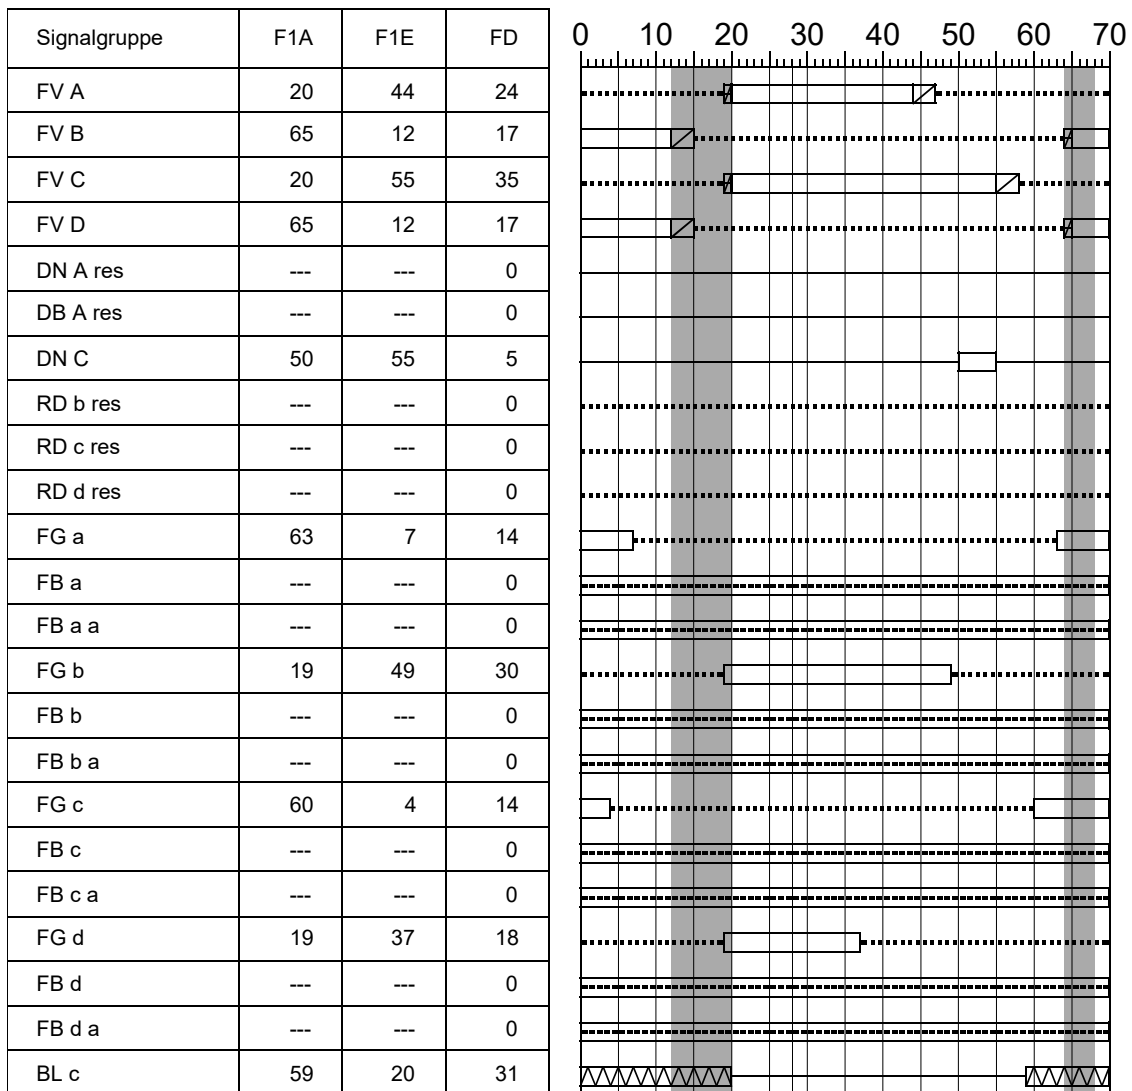 Signalgruppe F1A F1E FD 0 10 20 30 40 50 60 70
FV A 20 44 24
FV B 65 12 17
FV C 20 55 35
FV D 65 12 17
DN A res --- --- 0
DB A res --- --- 0
DN C 50 55 5
RD b res --- --- 0
RD c res --- --- 0
RD d res --- --- 0
FG a 63 7 14
FB a --- --- 0
FB a a --- --- 0
FG b 19 49 30
FB b --- --- 0
FB b a --- --- 0
FG c 60 4 14
FB c --- --- 0
FB c a --- --- 0
FG d 19 37 18
FB d --- --- 0
FB d a --- --- 0
BL c 59 20 31